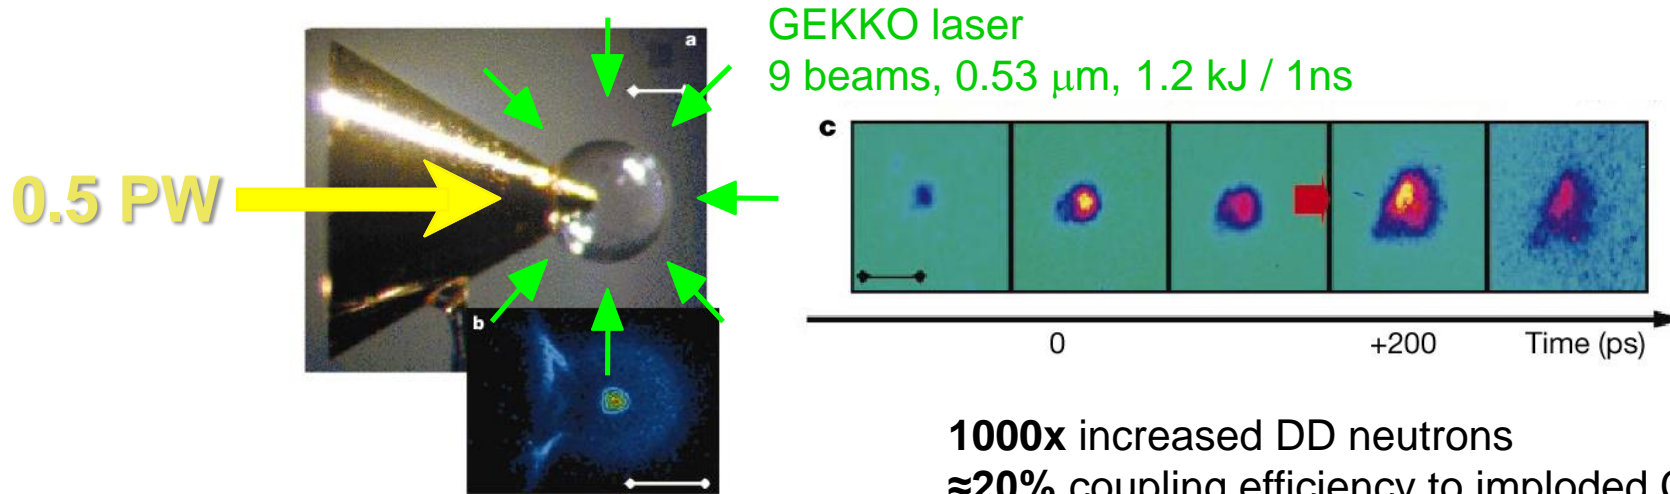 GEKKO laser
9 beams, 0.53 μm, 1.2 kJ / 1ns
a
0.5 PW
b
c
0
+200
Time (ps)
1000x increased DD neutrons
≈20% coupling efficiency to imploded